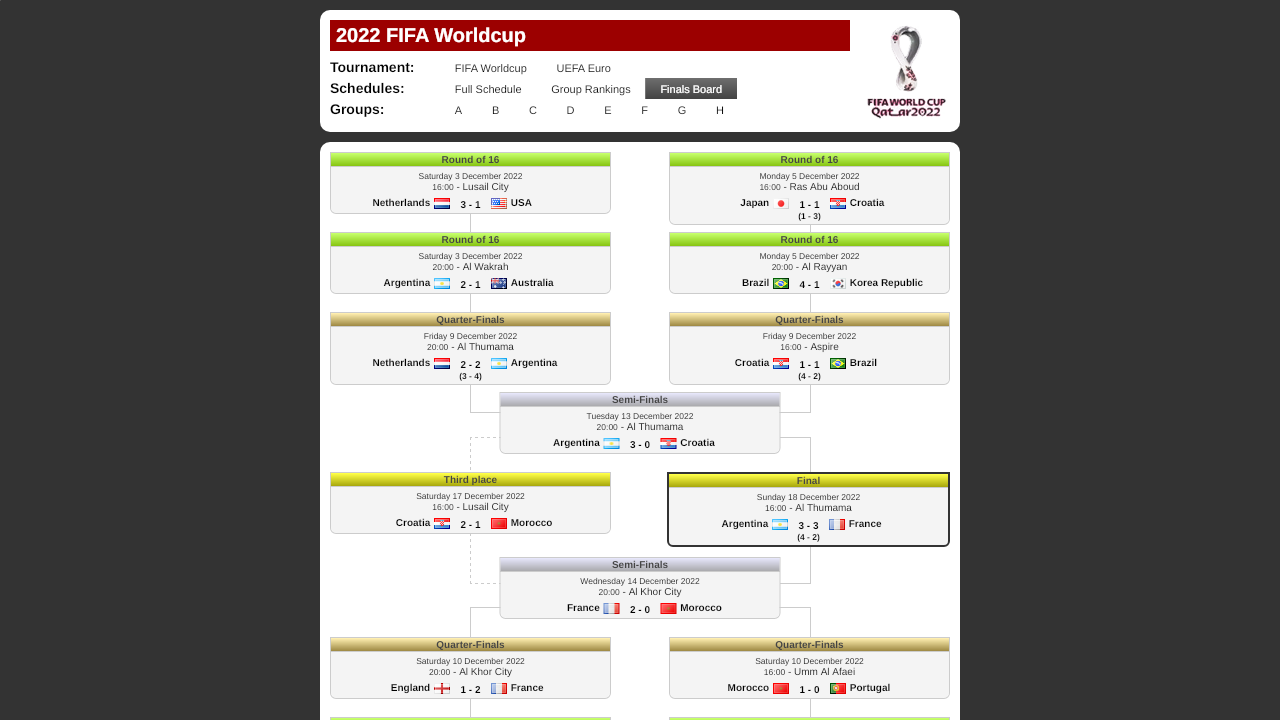 2022 FIFA Worldcup
Tournament: FIFA Worldcup UEFA Euro
Schedules: Full Schedule Group Rankings Finals Board
Groups: A B C D E F G H
FIFA WORLD CUP
Qatar2022
Round of 16
Saturday 3 December 2022
16:00 - Lusail City
Netherlands 3 - 1 USA
Round of 16
Monday 5 December 2022
16:00 - Ras Abu Aboud
Japan 1 - 1 Croatia
(1 - 3)
Round of 16
Saturday 3 December 2022
20:00 - Al Wakrah
Argentina 2 - 1 Australia
Round of 16
Monday 5 December 2022
20:00 - Al Rayyan
Brazil 4 - 1 Korea Republic
Quarter-Finals
Friday 9 December 2022
20:00 - Al Thumama
Netherlands 2 - 2 Argentina
(3 - 4)
Quarter-Finals
Friday 9 December 2022
16:00 - Aspire
Croatia 1 - 1 Brazil
(4 - 2)
Semi-Finals
Tuesday 13 December 2022
20:00 - Al Thumama
Argentina 3 - 0 Croatia
Third place
Saturday 17 December 2022
16:00 - Lusail City
Croatia 2 - 1 Morocco
Final
Sunday 18 December 2022
16:00 - Al Thumama
Argentina 3 - 3 France
(4 - 2)
Semi-Finals
Wednesday 14 December 2022
20:00 - Al Khor City
France 2 - 0 Morocco
Quarter-Finals
Saturday 10 December 2022
20:00 - Al Khor City
England 1 - 2 France
Quarter-Finals
Saturday 10 December 2022
16:00 - Umm Al Afaei
Morocco 1 - 0 Portugal